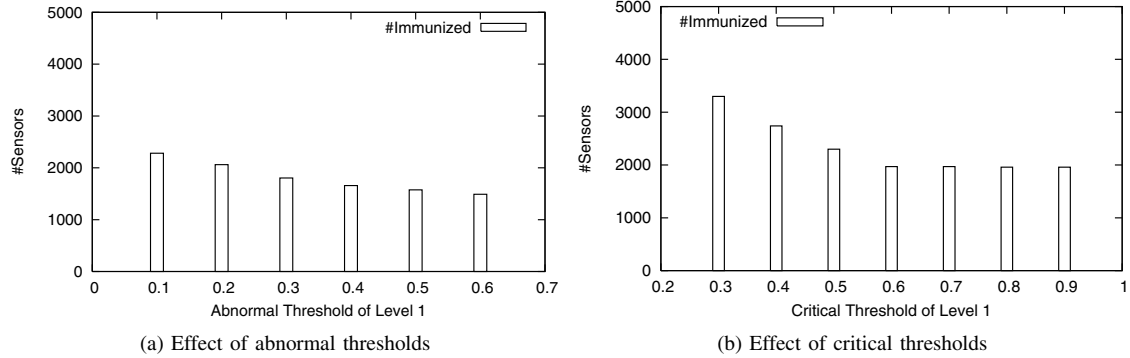 5000
4000
3000
2000
1000
0
#Sensors
#Immunized
0 0.1 0.2 0.3 0.4 0.5 0.6 0.7
Abnormal Threshold of Level 1
(a) Effect of abnormal thresholds
5000
4000
3000
2000
1000
0
#Sensors
#Immunized
0.2 0.3 0.4 0.5 0.6 0.7 0.8 0.9 1
Critical Threshold of Level 1
(b) Effect of critical thresholds